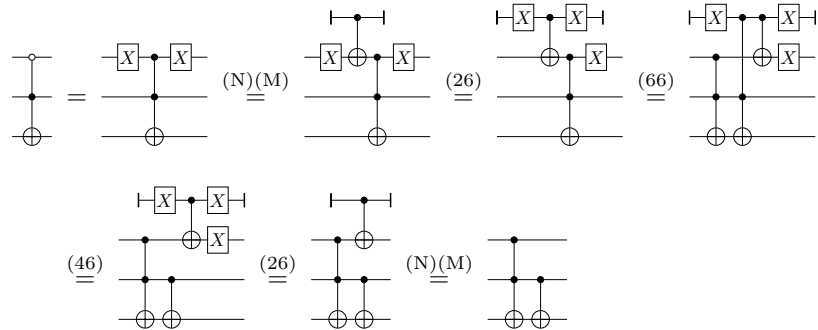 X X X X X X X X X
= (N)(M) = (26) = (66) =
X X X
(46) = (26) = (N)(M) =